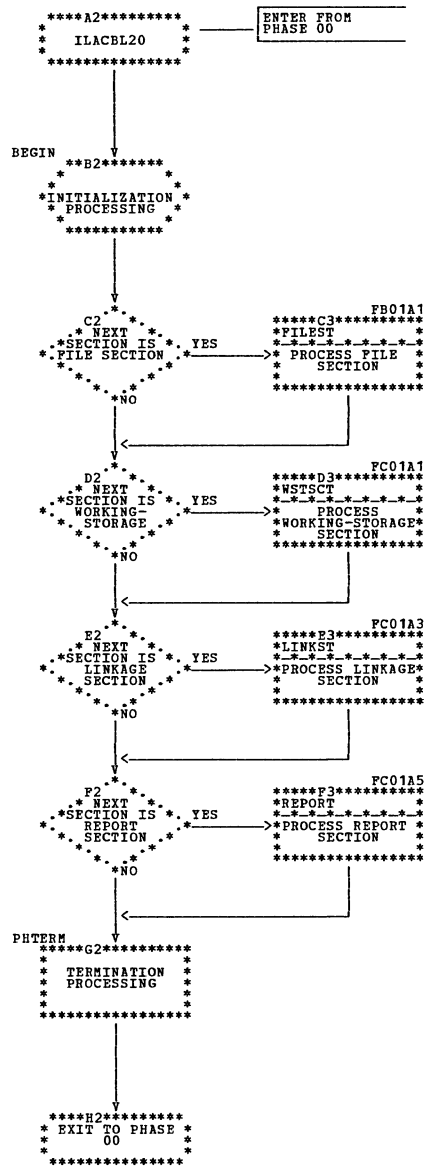 A2
ILACBL20
ENTER FROM
PHASE 00
BEGIN
B2
INITIALIZATION
PROCESSING
C2
NEXT
SECTION IS
FILE SECTION
YES
NO
FB01A1
C3
FILEST
PROCESS FILE
SECTION
D2
NEXT
SECTION IS
WORKING-
STORAGE
YES
NO
FC01A1
D3
WSTSCT
PROCESS
WORKING-STORAGE
SECTION
E2
NEXT
SECTION IS
LINKAGE
SECTION
YES
NO
FC01A3
E3
LINKST
PROCESS LINKAGE
SECTION
F2
NEXT
SECTION IS
REPORT
SECTION
YES
NO
FC01A5
F3
REPORT
PROCESS REPORT
SECTION
PHTERM
G2
TERMINATION
PROCESSING
H2
EXIT TO PHASE
00